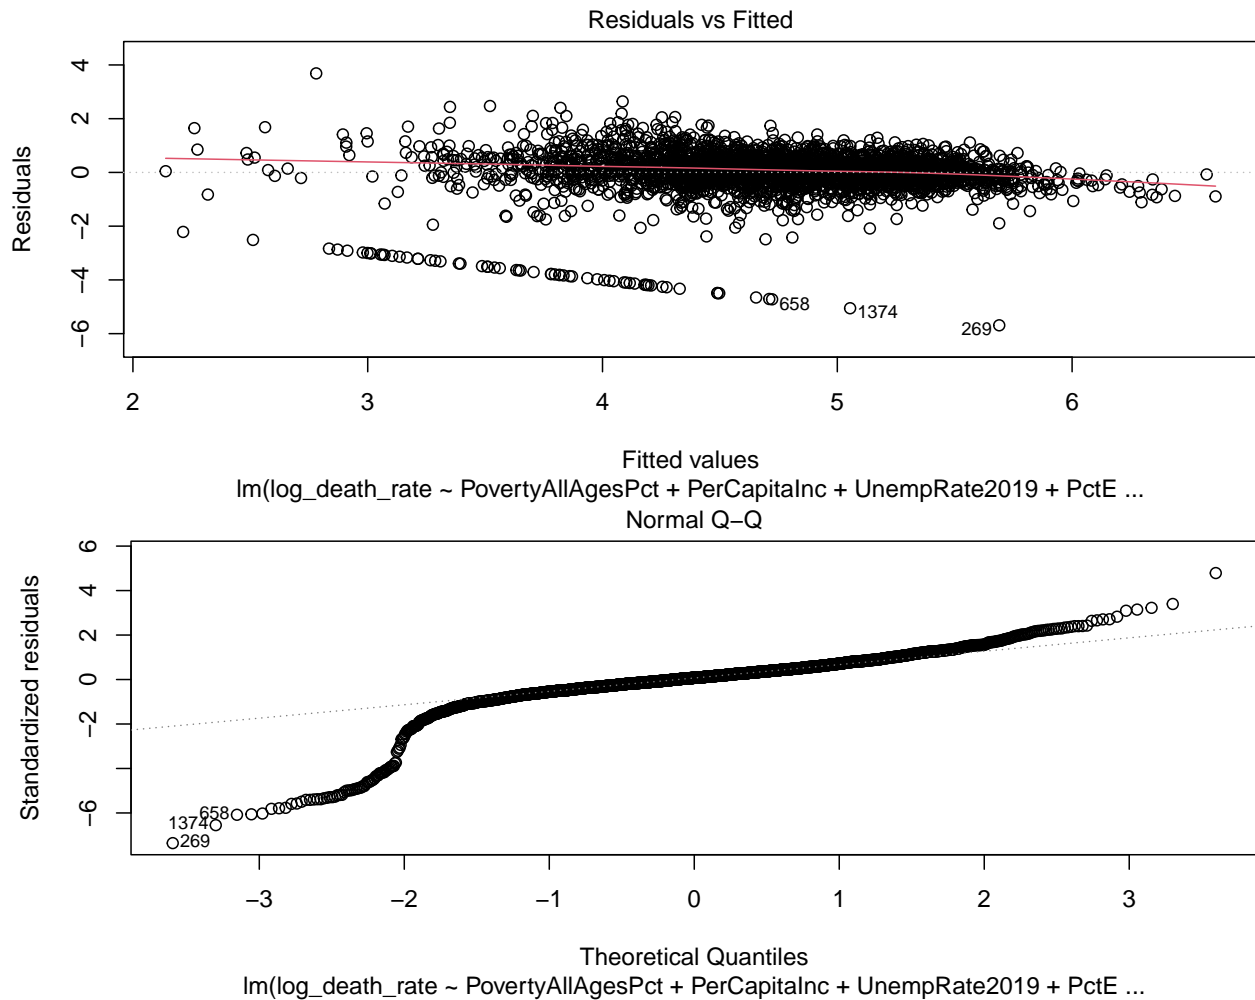 Residuals vs Fitted
Residuals
4
2
0
−2
−4
−6
658
1374
269
2 3 4 5 6
Fitted values
lm(log_death_rate ~ PovertyAllAgesPct + PerCapitaInc + UnempRate2019 + PctE ...
Normal Q−Q
Standardized residuals
6
4
2
0
−2
−6
658
1374
269
−3 −2 −1 0 1 2 3
Theoretical Quantiles
lm(log_death_rate ~ PovertyAllAgesPct + PerCapitaInc + UnempRate2019 + PctE ...